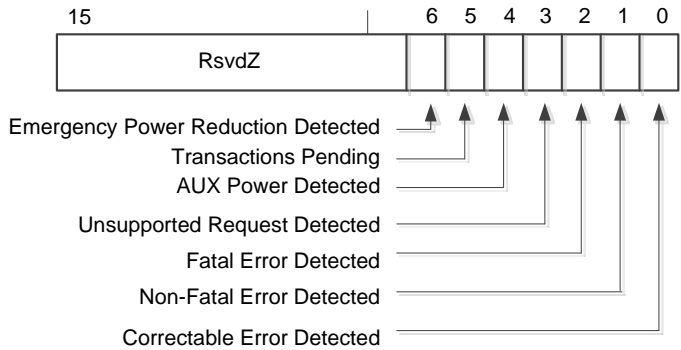 15 6 5 4 3 2 1 0
RsvdZ
Emergency Power Reduction Detected
Transactions Pending
AUX Power Detected
Unsupported Request Detected
Fatal Error Detected
Non-Fatal Error Detected
Correctable Error Detected